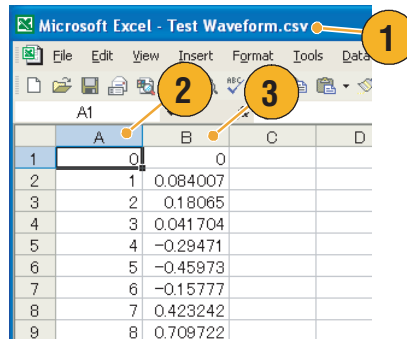 Microsoft Excel - Test Waveform.csv
1
File Edit View Insert Format Tools Data
ABC
2
3
A1
A B C D
1 0 0
2 1 0.084007
3 2 0.18065
4 3 0.041704
5 4 -0.29471
6 5 -0.45973
7 6 -0.15777
8 7 0.423242
9 8 0.709722